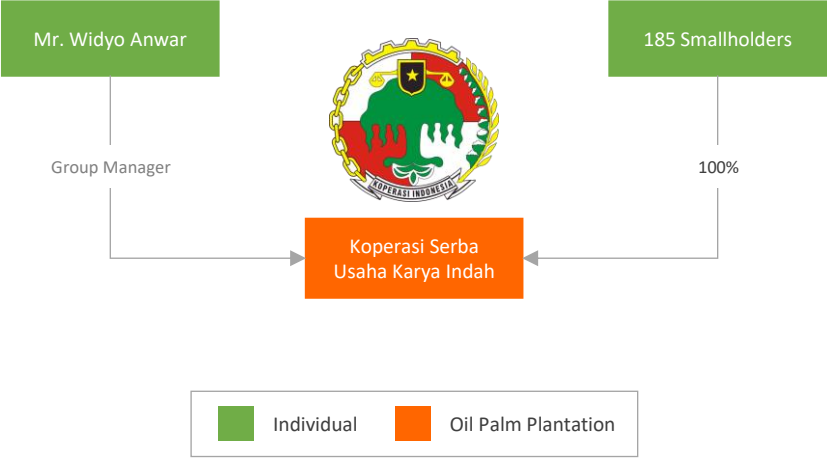 Mr. Widyo Anwar
185 Smallholders
KOPERASI INDONESIA
Group Manager
100%
Koperasi Serba
Usaha Karya Indah
Individual
Oil Palm Plantation